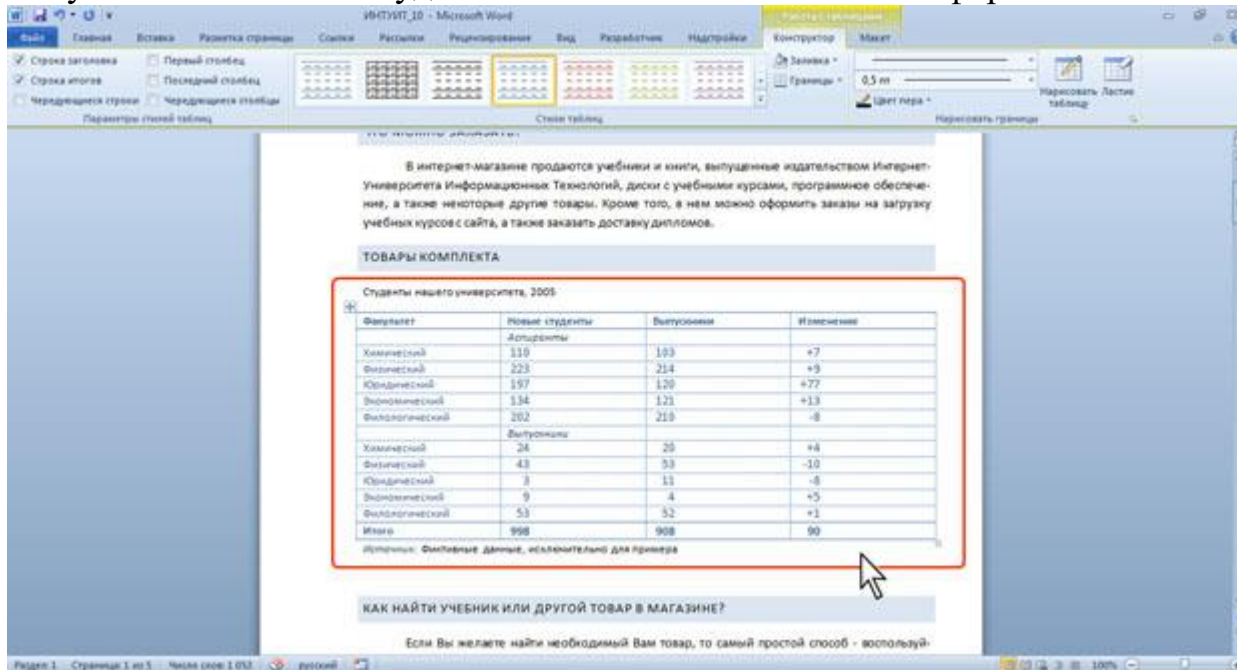 ИНТУИТ_10 - Microsoft Word
Работа с таблицами
Файл Главная Вставка Разметка страницы Ссылки Рассылки Рецензирование Вид Разработчик Надстройки Конструктор Макет
Строка заголовка Первый столбец
Строка итогов Последний столбец
Чередующиеся строки Чередующиеся столбцы
Параметры стилей таблиц
Стили таблиц
Заливка
Границы
0,5 пт
Цвет пера
Нарисовать таблицу
Ластик
Нарисовать границы
ЧТО МОЖНО ЗАКАЗАТЬ?
В интернет-магазине продаются учебники и книги, выпущенные издательством Интернет-
Университета Информационных Технологий, диски с учебными курсами, программное обеспече-
ние, а также некоторые другие товары. Кроме того, в нем можно оформить заказы на загрузку
учебных курсов с сайта, а также заказать доставку дипломов.
ТОВАРЫ КОМПЛЕКТА
Студенты нашего университета, 2005
Факультет Новые студенты Выпускники Изменение
Аспиранты
Химический 110 103 +7
Физический 223 214 +9
Юридический 197 120 +77
Экономический 134 121 +13
Филологический 202 210 -8
Выпускники
Химический 24 20 +4
Физический 43 53 -10
Юридический 3 11 -8
Экономический 9 4 +5
Филологический 53 52 +1
Итого 998 908 90
Источник: Фиктивные данные, исключительно для примера
КАК НАЙТИ УЧЕБНИК ИЛИ ДРУГОЙ ТОВАР В МАГАЗИНЕ?
Если Вы желаете найти необходимый Вам товар, то самый простой способ - воспользуй-
Раздел: 1 Страница: 1 из 5 Число слов: 1 053 русский 100%